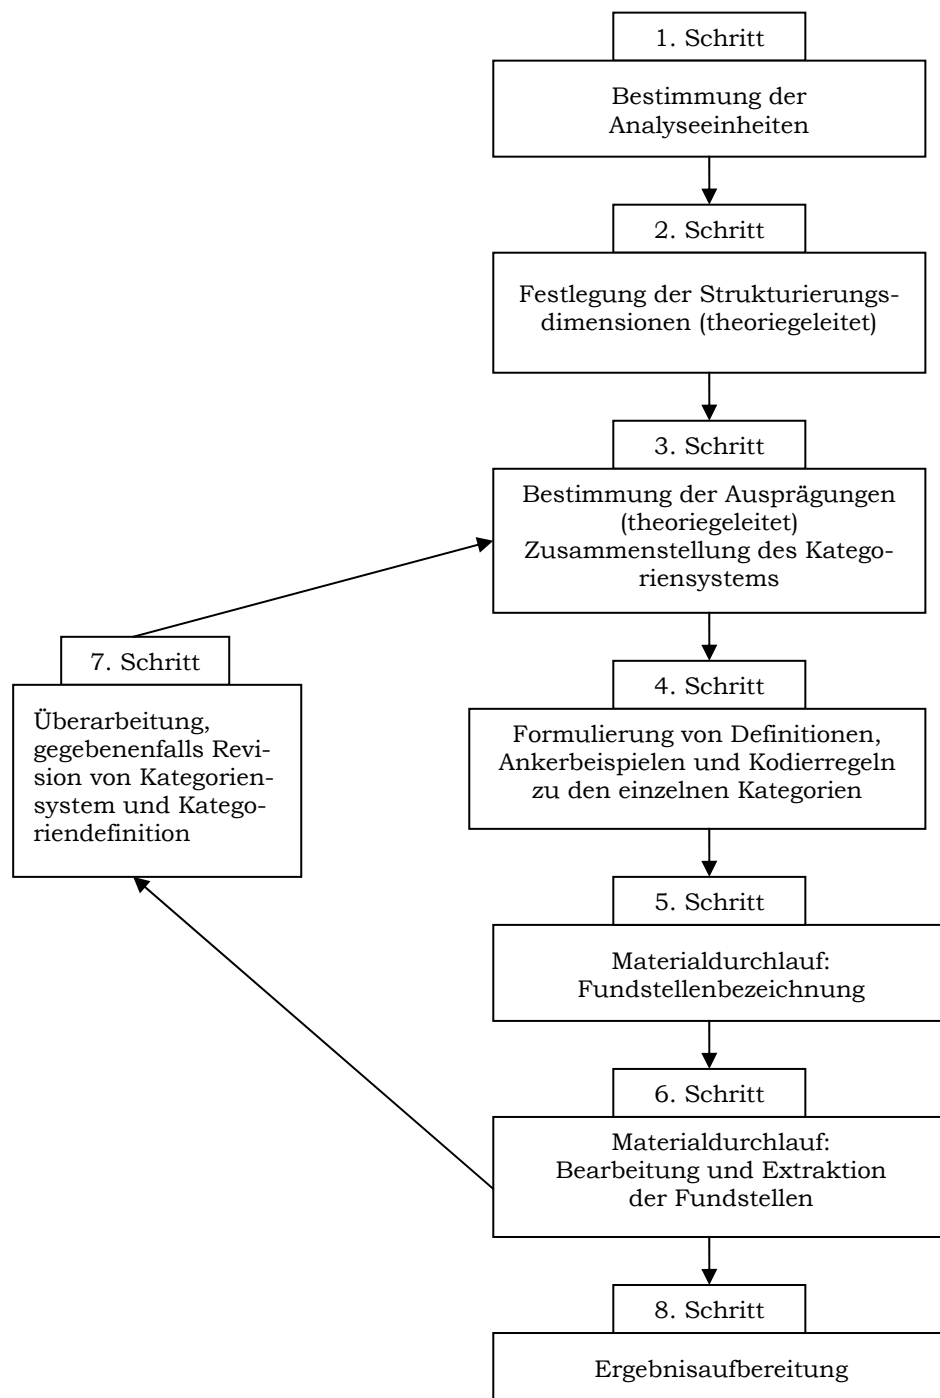 1. Schritt
Bestimmung der
Analyseeinheiten
2. Schritt
Festlegung der Strukturierungs-
dimensionen (theoriegeleitet)
3. Schritt
Bestimmung der Ausprägungen
(theoriegeleitet)
Zusammenstellung des Katego-
riensystems
7. Schritt
Überarbeitung,
gegebenenfalls Revi-
sion von Kategorien-
system und Katego-
riendefinition
4. Schritt
Formulierung von Definitionen,
Ankerbeispielen und Kodierregeln
zu den einzelnen Kategorien
5. Schritt
Materialdurchlauf:
Fundstellenbezeichnung
6. Schritt
Materialdurchlauf:
Bearbeitung und Extraktion
der Fundstellen
8. Schritt
Ergebnisaufbereitung